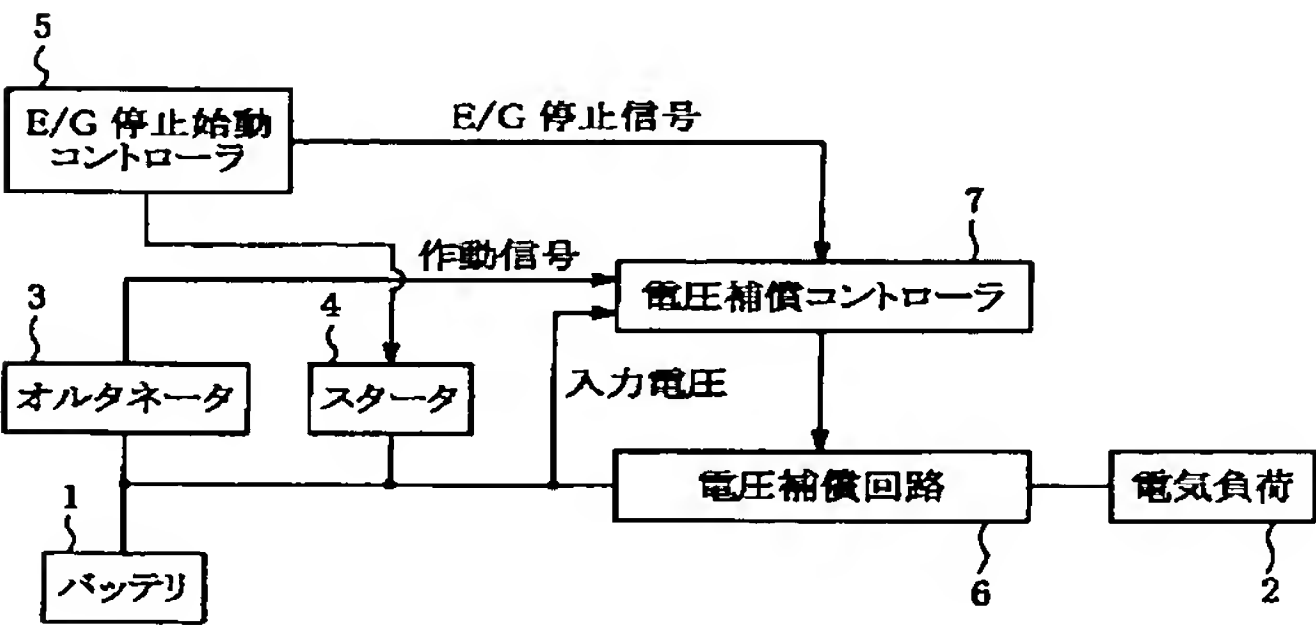 5
E/G 停止始動
コントローラ
E/G 停止信号
7
作動信号
電圧補償コントローラ
3
4
オルタネータ
スタータ
入力電圧
電圧補償回路
電気負荷
1
バッテリ
6
2